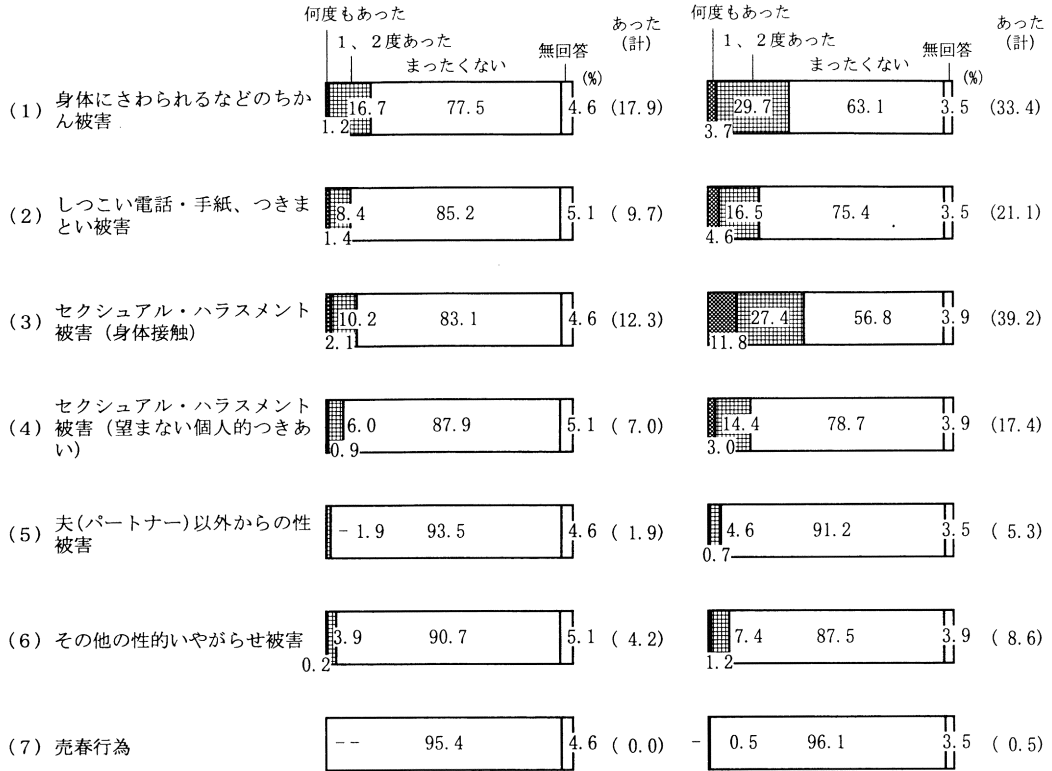 何度もあった
1、2度あった
まったくない
無回答
(%)
あった
(計)
何度もあった
1、2度あった
まったくない
無回答
(%)
あった
(計)
(1) 身体にさわられるなどのちか
ん被害
16.7 77.5 4.6 (17.9)
1.2
29.7 63.1 3.5 (33.4)
3.7
(2) しつこい電話・手紙、つきま
とい被害
8.4 85.2 5.1 ( 9.7)
1.4
16.5 75.4 3.5 (21.1)
4.6
(3) セクシュアル・ハラスメント
被害(身体接触)
10.2 83.1 4.6 (12.3)
2.1
27.4 56.8 3.9 (39.2)
11.8
(4) セクシュアル・ハラスメント
被害(望まない個人的つきあ
い)
6.0 87.9 5.1 ( 7.0)
0.9
14.4 78.7 3.9 (17.4)
3.0
(5) 夫(パートナー)以外からの性
被害
- 1.9 93.5 4.6 ( 1.9)
4.6 91.2 3.5 ( 5.3)
0.7
(6) その他の性的いやがらせ被害
3.9 90.7 5.1 ( 4.2)
0.2
7.4 87.5 3.9 ( 8.6)
1.2
(7) 売春行為
-- 95.4 4.6 ( 0.0)
- 0.5 96.1 3.5 ( 0.5)